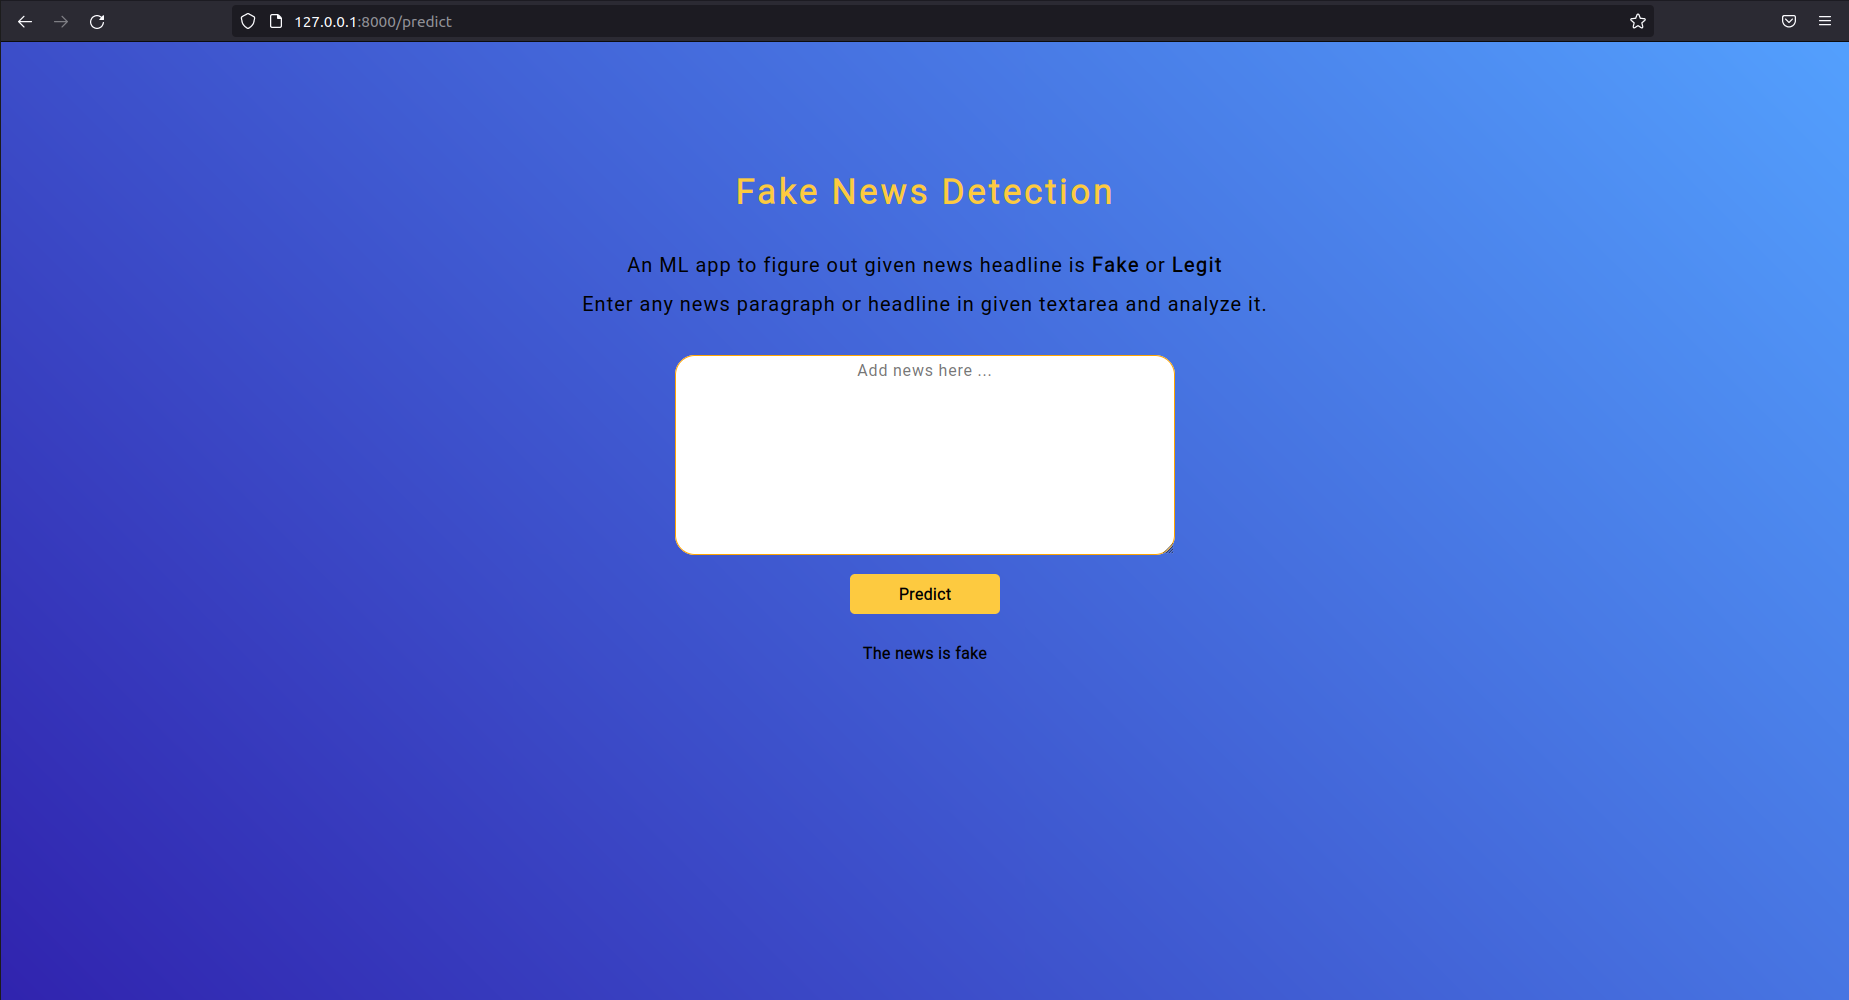 127.0.0.1:8000/predict
Fake News Detection
An ML app to figure out given news headline is Fake or Legit
Enter any news paragraph or headline in given textarea and analyze it.
Add news here ...
Predict
The news is fake